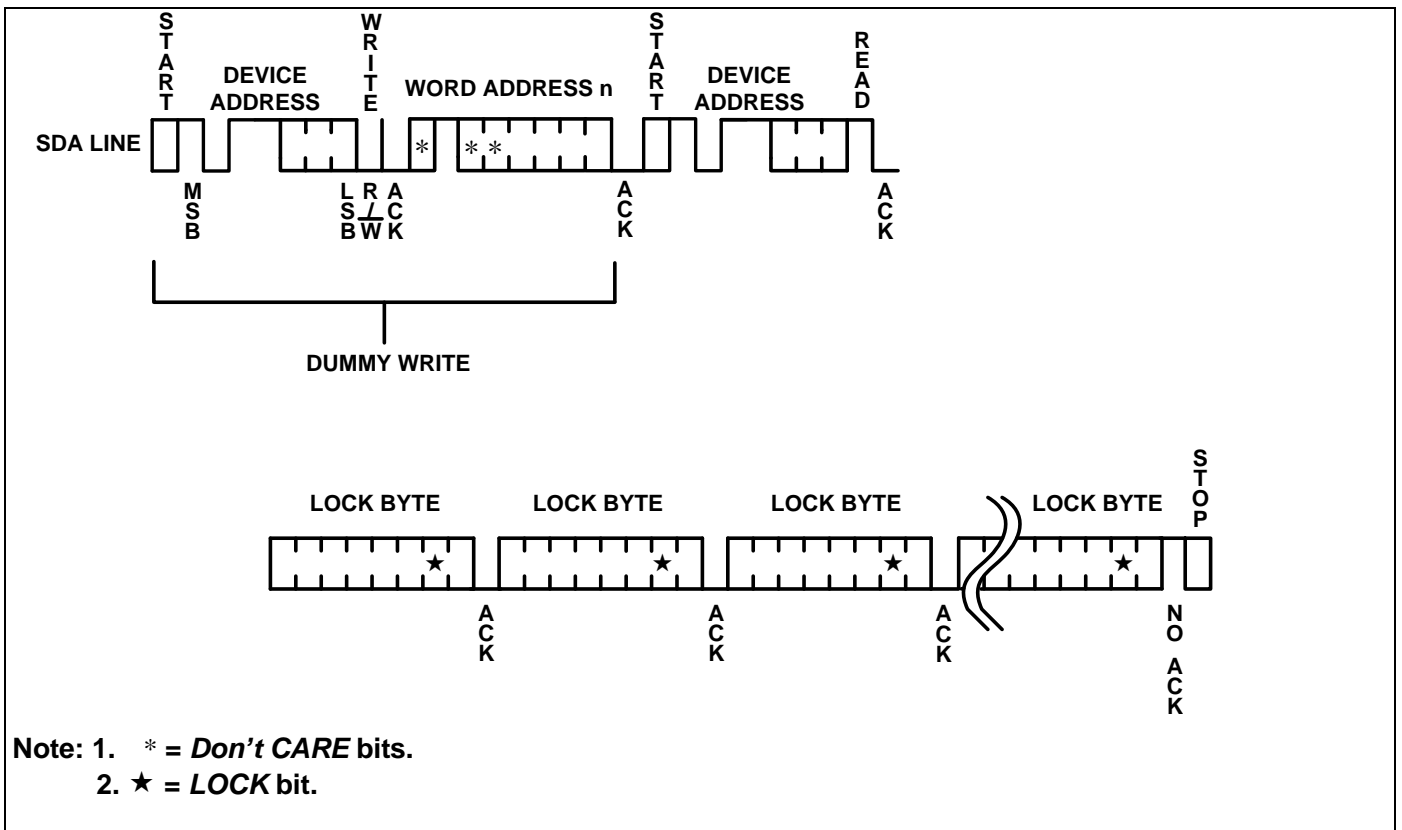 START
WRITE
START
READ
DEVICE ADDRESS
WORD ADDRESS n
DEVICE ADDRESS
SDA LINE
* * *
MSB
LSB
R/W
ACK
ACK
ACK
DUMMY WRITE
STOP
LOCK BYTE
LOCK BYTE
LOCK BYTE
LOCK BYTE
★ ★ ★ ★
ACK
ACK
ACK
NO ACK
Note: 1. * = Don't CARE bits.
2. ★ = LOCK bit.